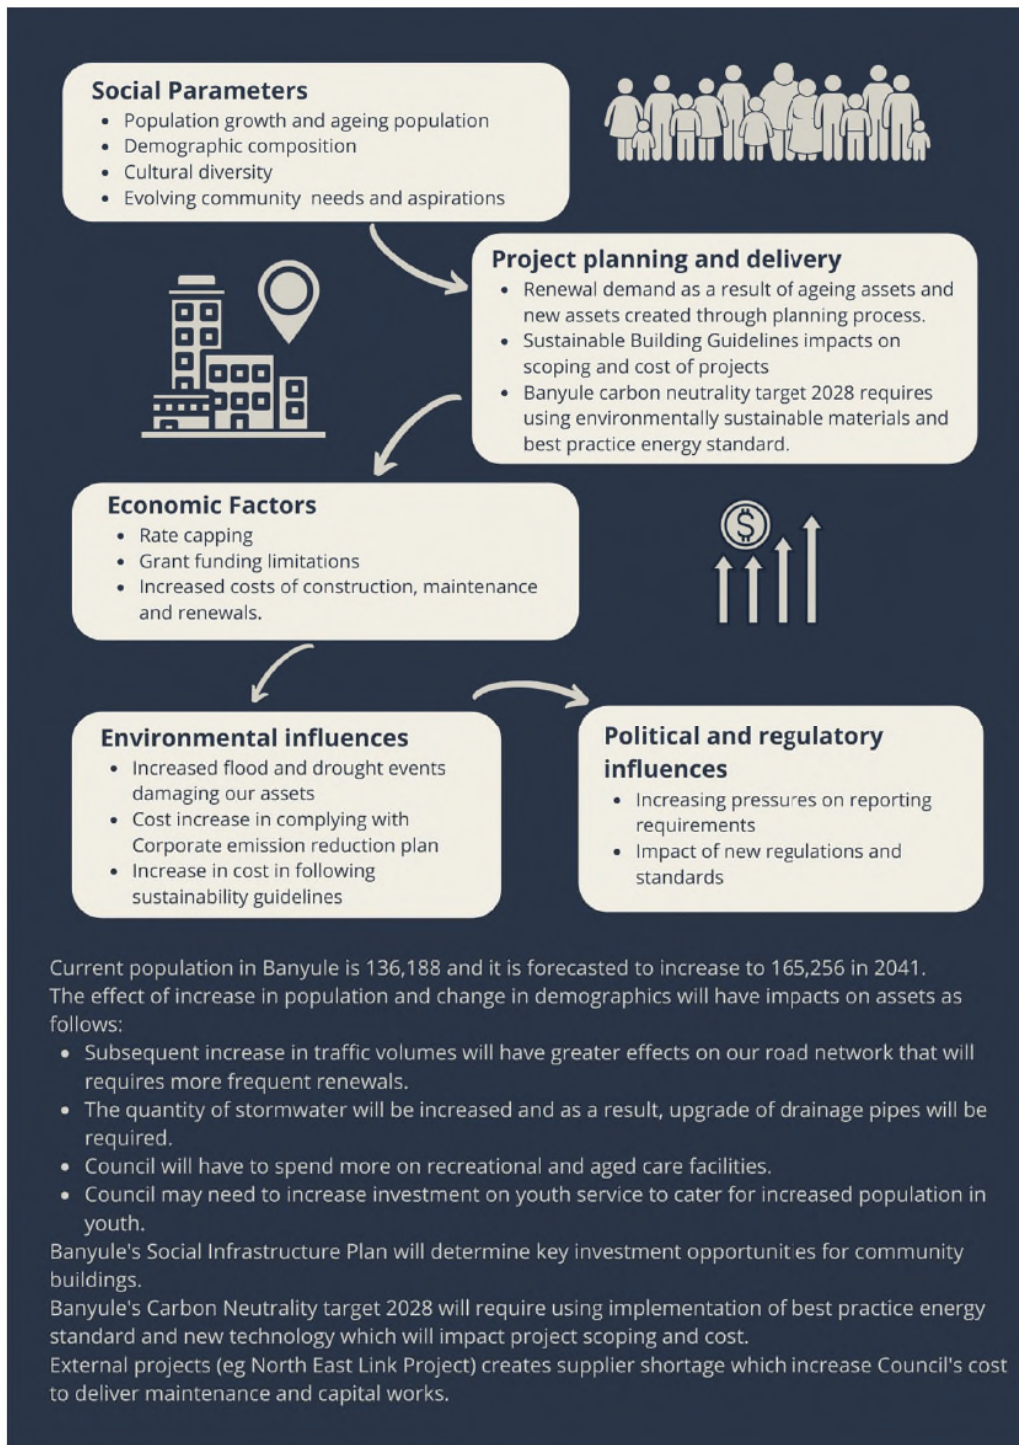 Social Parameters
• Population growth and ageing population
• Demographic composition
• Cultural diversity
• Evolving community needs and aspirations
Project planning and delivery
• Renewal demand as a result of ageing assets and
new assets created through planning process.
• Sustainable Building Guidelines impacts on
scoping and cost of projects
• Banyule carbon neutrality target 2028 requires
using environmentally sustainable materials and
best practice energy standard.
Economic Factors
• Rate capping
• Grant funding limitations
• Increased costs of construction, maintenance
and renewals.
$
Environmental influences
• Increased flood and drought events
damaging our assets
• Cost increase in complying with
Corporate emission reduction plan
• Increase in cost in following
sustainability guidelines
Political and regulatory
influences
• Increasing pressures on reporting
requirements
• Impact of new regulations and
standards
Current population in Banyule is 136,188 and it is forecasted to increase to 165,256 in 2041.
The effect of increase in population and change in demographics will have impacts on assets as
follows:
• Subsequent increase in traffic volumes will have greater effects on our road network that will
requires more frequent renewals.
• The quantity of stormwater will be increased and as a result, upgrade of drainage pipes will be
required.
• Council will have to spend more on recreational and aged care facilities.
• Council may need to increase investment on youth service to cater for increased population in
youth.
Banyule's Social Infrastructure Plan will determine key investment opportunities for community
buildings.
Banyule's Carbon Neutrality target 2028 will require using implementation of best practice energy
standard and new technology which will impact project scoping and cost.
External projects (eg North East Link Project) creates supplier shortage which increase Council's cost
to deliver maintenance and capital works.